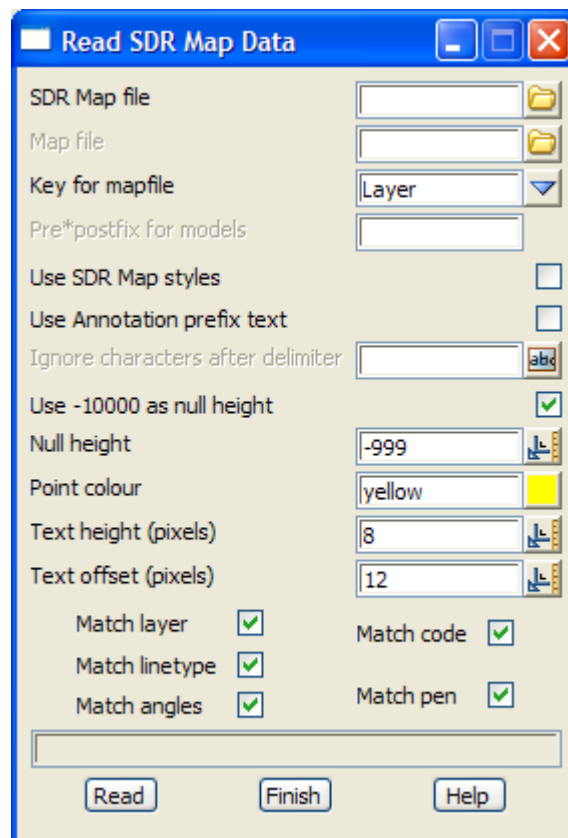 Read SDR Map Data
SDR Map file
Map file
Key for mapfile Layer
Pre*postfix for models
Use SDR Map styles
Use Annotation prefix text
Ignore characters after delimiter abc
Use -10000 as null height
Null height -999
Point colour yellow
Text height (pixels) 8
Text offset (pixels) 12
Match layer Match code
Match linetype
Match angles Match pen
Read Finish Help